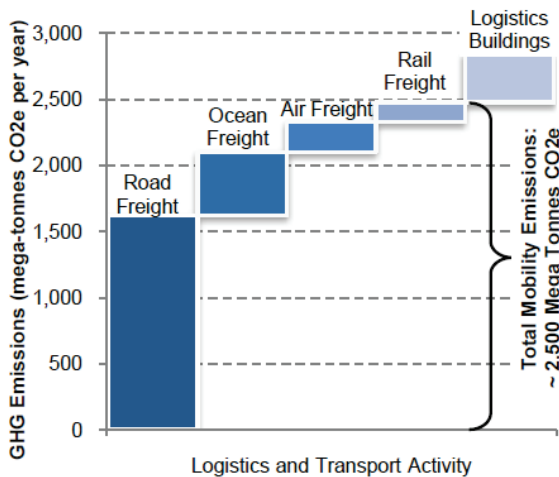 GHG Emissions (mega-tonnes CO2e per year)
3,000
2,500
2,000
1,500
1,000
500
0
Road
Freight
Ocean
Freight
Air Freight
Rail
Freight
Logistics
Buildings
Total Mobility Emissions:
~ 2,500 Mega Tonnes CO2e
Logistics and Transport Activity